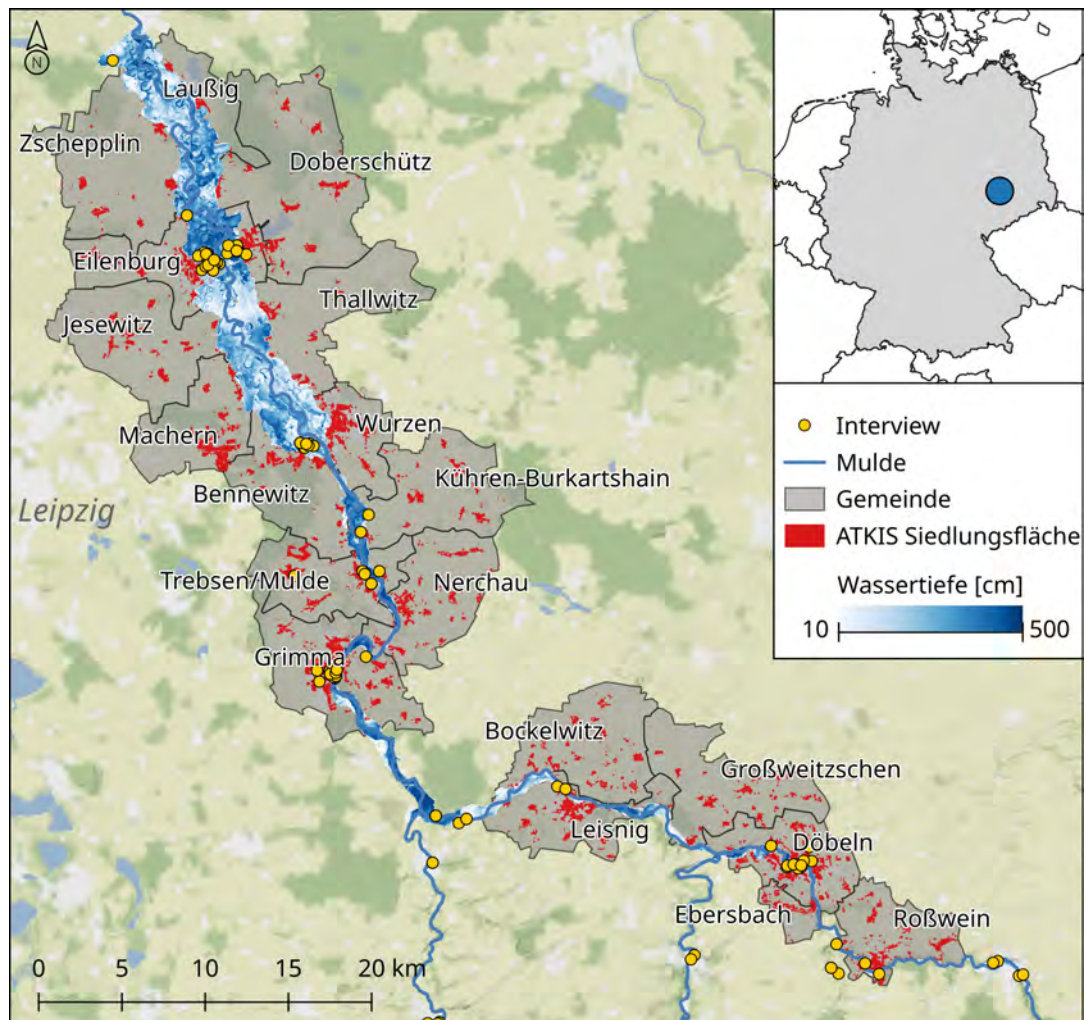 N
Laußig
Zschepplin
Doberschütz
Eilenburg
Thallwitz
Jesewitz
Machern
Wurzen
Bennewitz
Kühren-Burkartshain
Leipzig
Trebsen/Mulde
Nerchau
Grimma
Bockelwitz
Großweitzschen
Leisnig
Döbeln
Ebersbach
Roßwein
0 5 10 15 20 km
Interview
Mulde
Gemeinde
ATKIS Siedlungsfläche
Wassertiefe [cm]
10 500